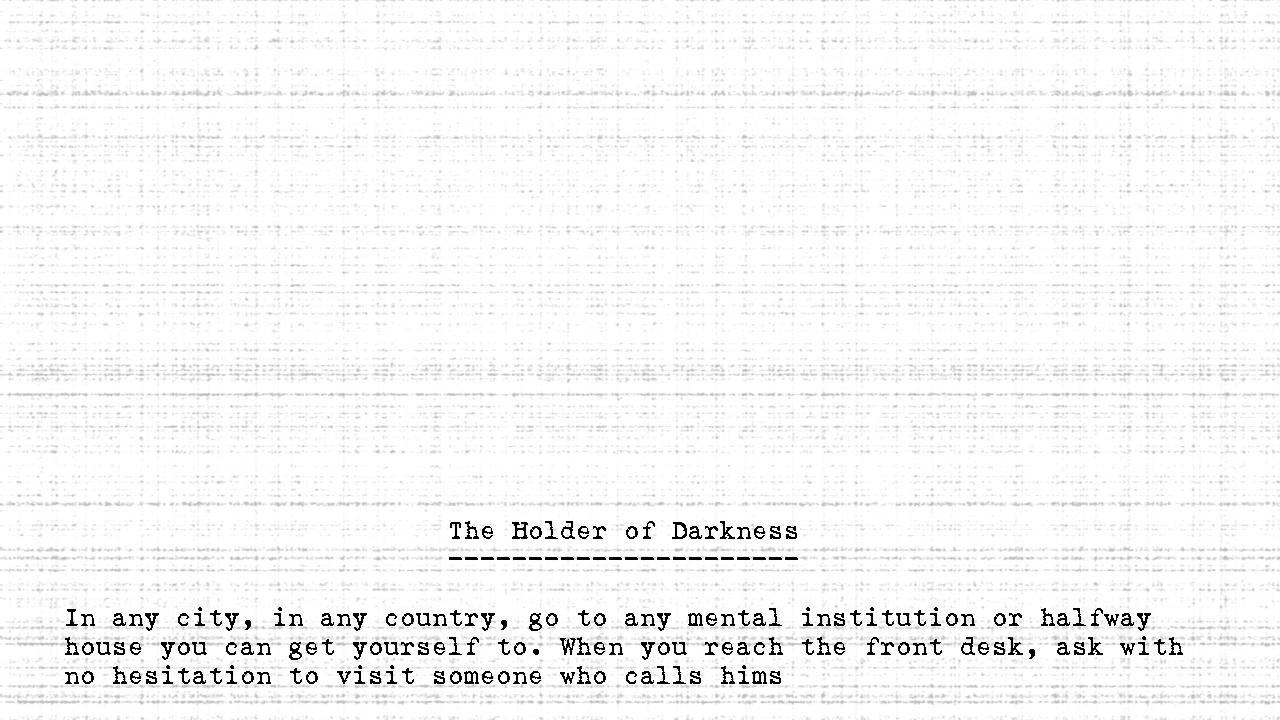 The Holder of Darkness
----------------------
In any city, in any country, go to any mental institution or halfway
house you can get yourself to. When you reach the front desk, ask with
no hesitation to visit someone who calls hims